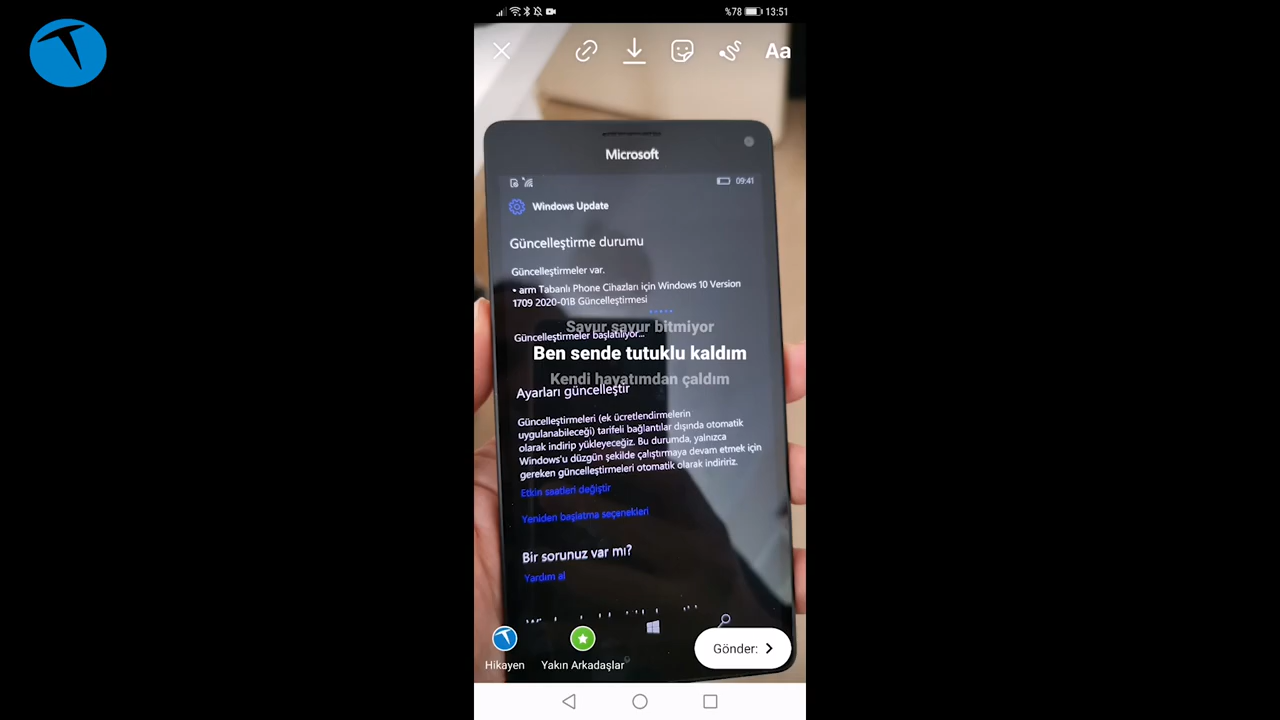 %78 13:51
Aa
Microsoft
09:41
Windows Update
Güncelleştirme durumu
Güncelleştirmeler var.
• arm Tabanlı Phone Cihazları için Windows 10 Version
1709 2020-01B Güncelleştirmesi
Savur savur bitmiyor
Güncelleştirmeler başlatılıyor...
Ben sende tutuklu kaldım
Kendi hayatımdan çaldım
Ayarları güncelleştir
Güncelleştirmeleri (ek ücretlendirmelerin
uygulanabileceği) tarifeli bağlantılar dışında otomatik
olarak indirip yükleyeceğiz. Bu durumda, yalnızca
Windows'u düzgün şekilde çalıştırmaya devam etmek için
gereken güncelleştirmeleri otomatik olarak indiririz.
Etkin saatleri değiştir
Yeniden başlatma seçenekleri
Bir sorunuz var mı?
Yardım al
Gönder:
Hikayen
Yakın Arkadaşlar